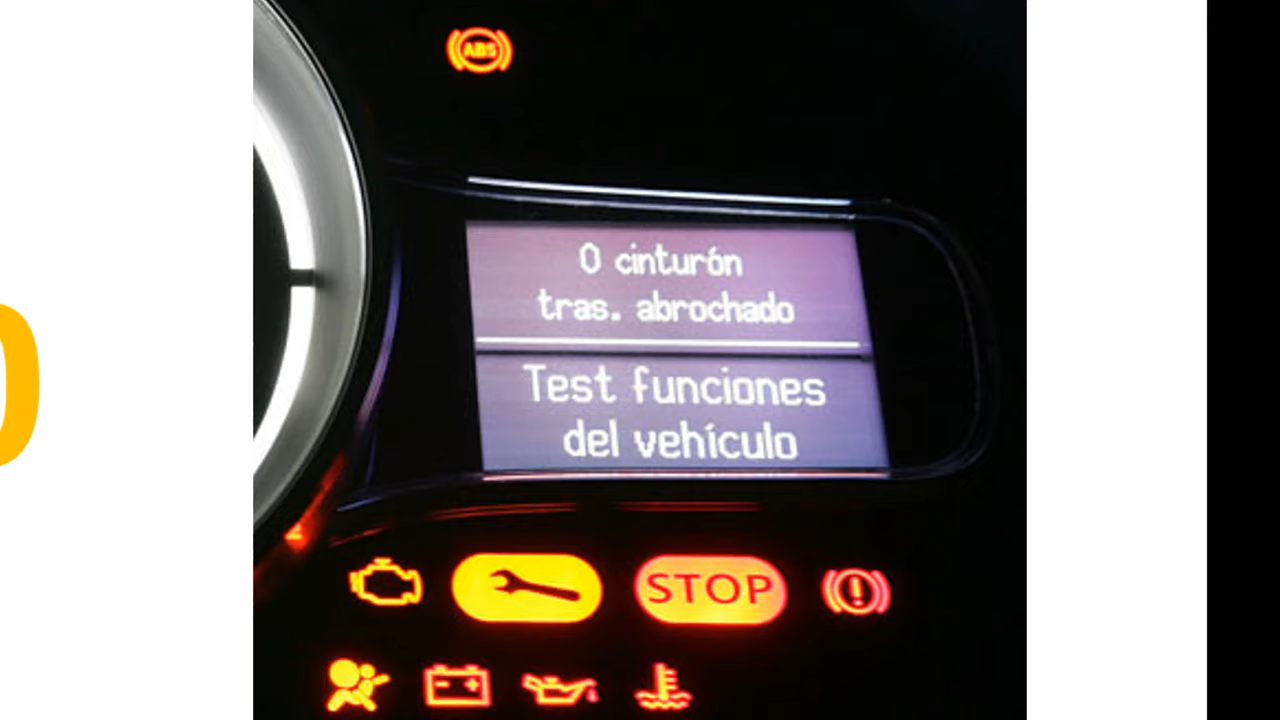 ABS
0 cinturón
tras. abrochado
Test funciones
del vehículo
STOP